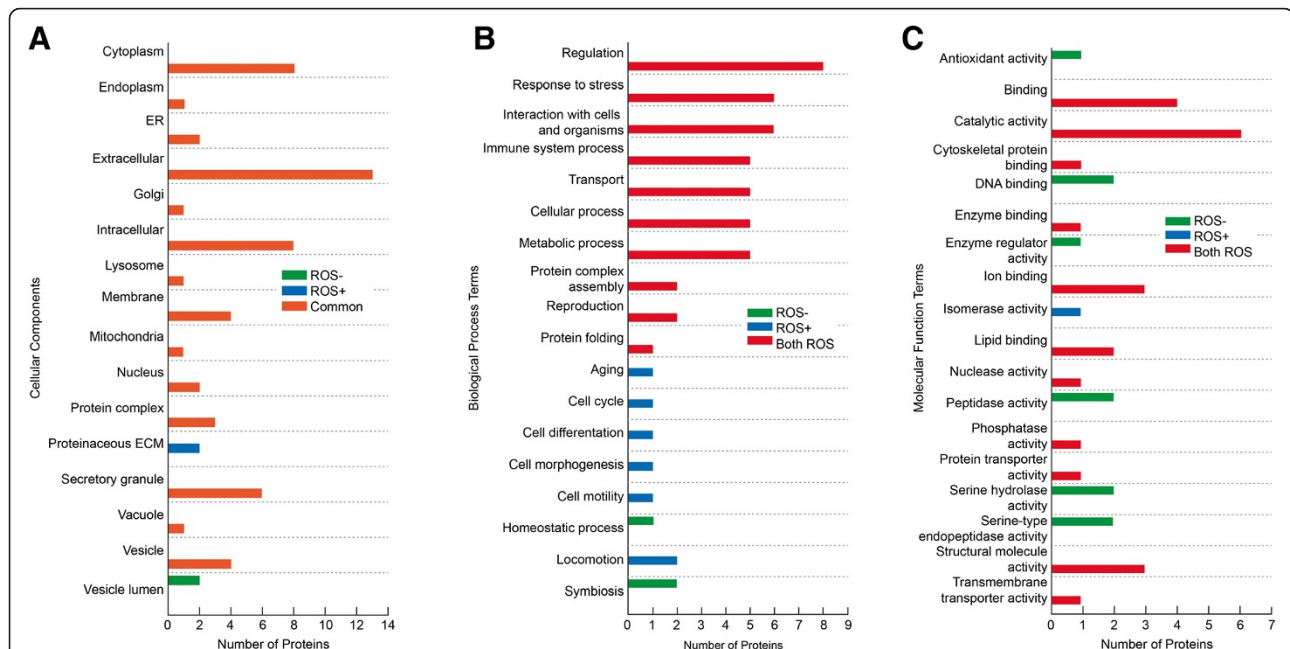 A
Cellular Components
Cytoplasm
Endoplasm
ER
Extracellular
Golgi
Intracellular
Lysosome
Membrane
Mitochondria
Nucleus
Protein complex
Proteinaceous ECM
Secretory granule
Vacuole
Vesicle
Vesicle lumen
ROS-
ROS+
Common
0 2 4 6 8 10 12 14
Number of Proteins
B
Biological Process Terms
Regulation
Response to stress
Interaction with cells
and organisms
Immune system process
Transport
Cellular process
Metabolic process
Protein complex
assembly
Reproduction
Protein folding
Aging
Cell cycle
Cell differentation
Cell morphogenesis
Cell motility
Homeostatic process
Locomotion
Symbiosis
ROS-
ROS+
Both ROS
0 1 2 3 4 5 6 7 8 9
Number of Proteins
C
Molecular Function Terms
Antioxidant activity
Binding
Catalytic activity
Cytoskeletal protein
binding
DNA binding
Enzyme binding
Enzyme regulator
activity
Ion binding
Isomerase activity
Lipid binding
Nuclease activity
Peptidase activity
Phosphatase
activity
Protein transporter
activity
Serine hydrolase
activity
Serine-type
endopeptidase activity
Structural molecule
activity
Transmembrane
transporter activity
ROS-
ROS+
Both ROS
0 1 2 3 4 5 6 7
Number of Proteins